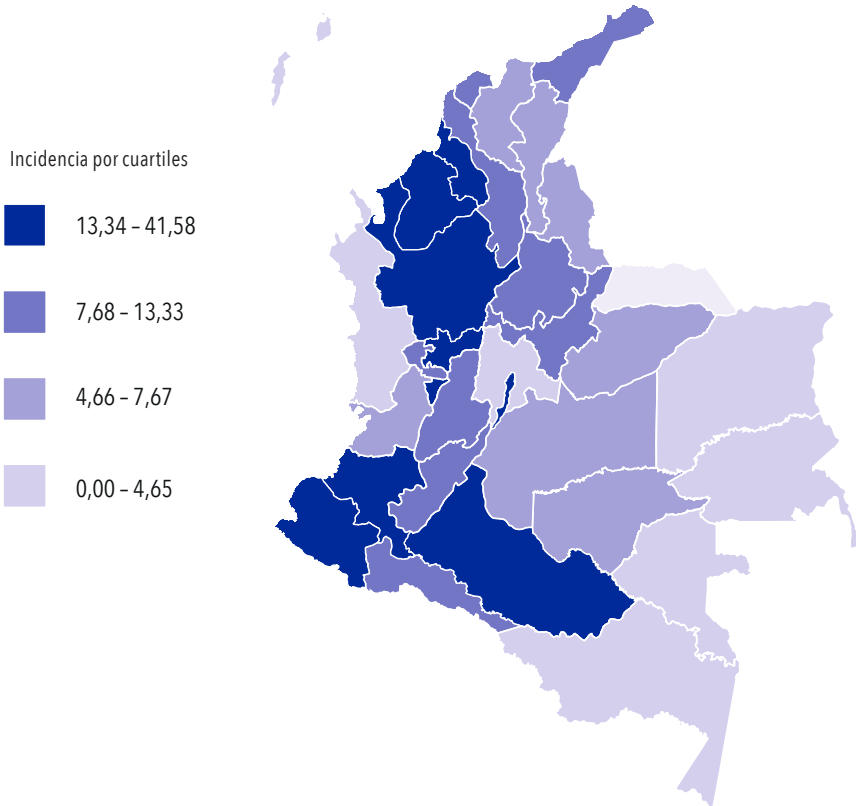 Incidencia por cuartiles
13,34 – 41,58
7,68 – 13,33
4,66 – 7,67
0,00 – 4,65